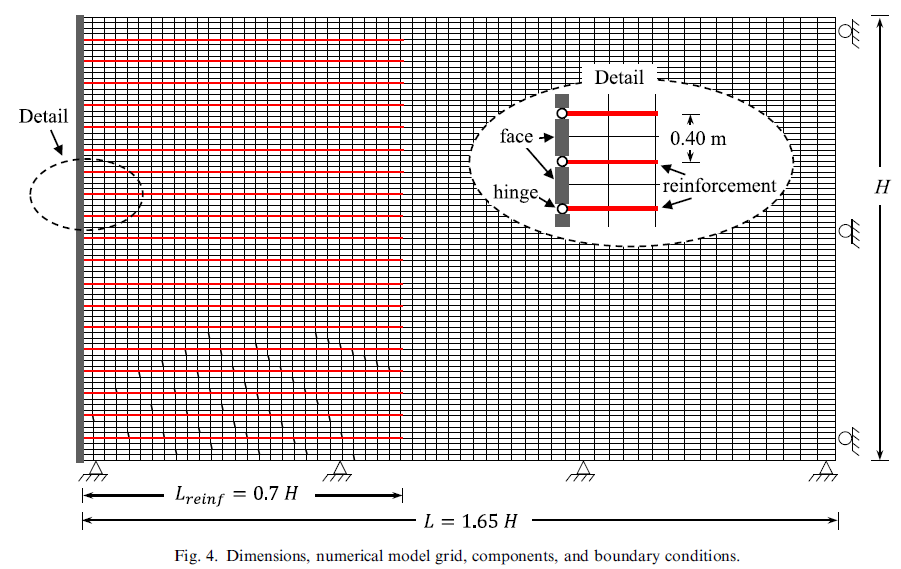 Detail
Detail
face
0.40 m
reinforcement
hinge
H
L_reinf = 0.7 H
L = 1.65 H
Fig. 4. Dimensions, numerical model grid, components, and boundary conditions.